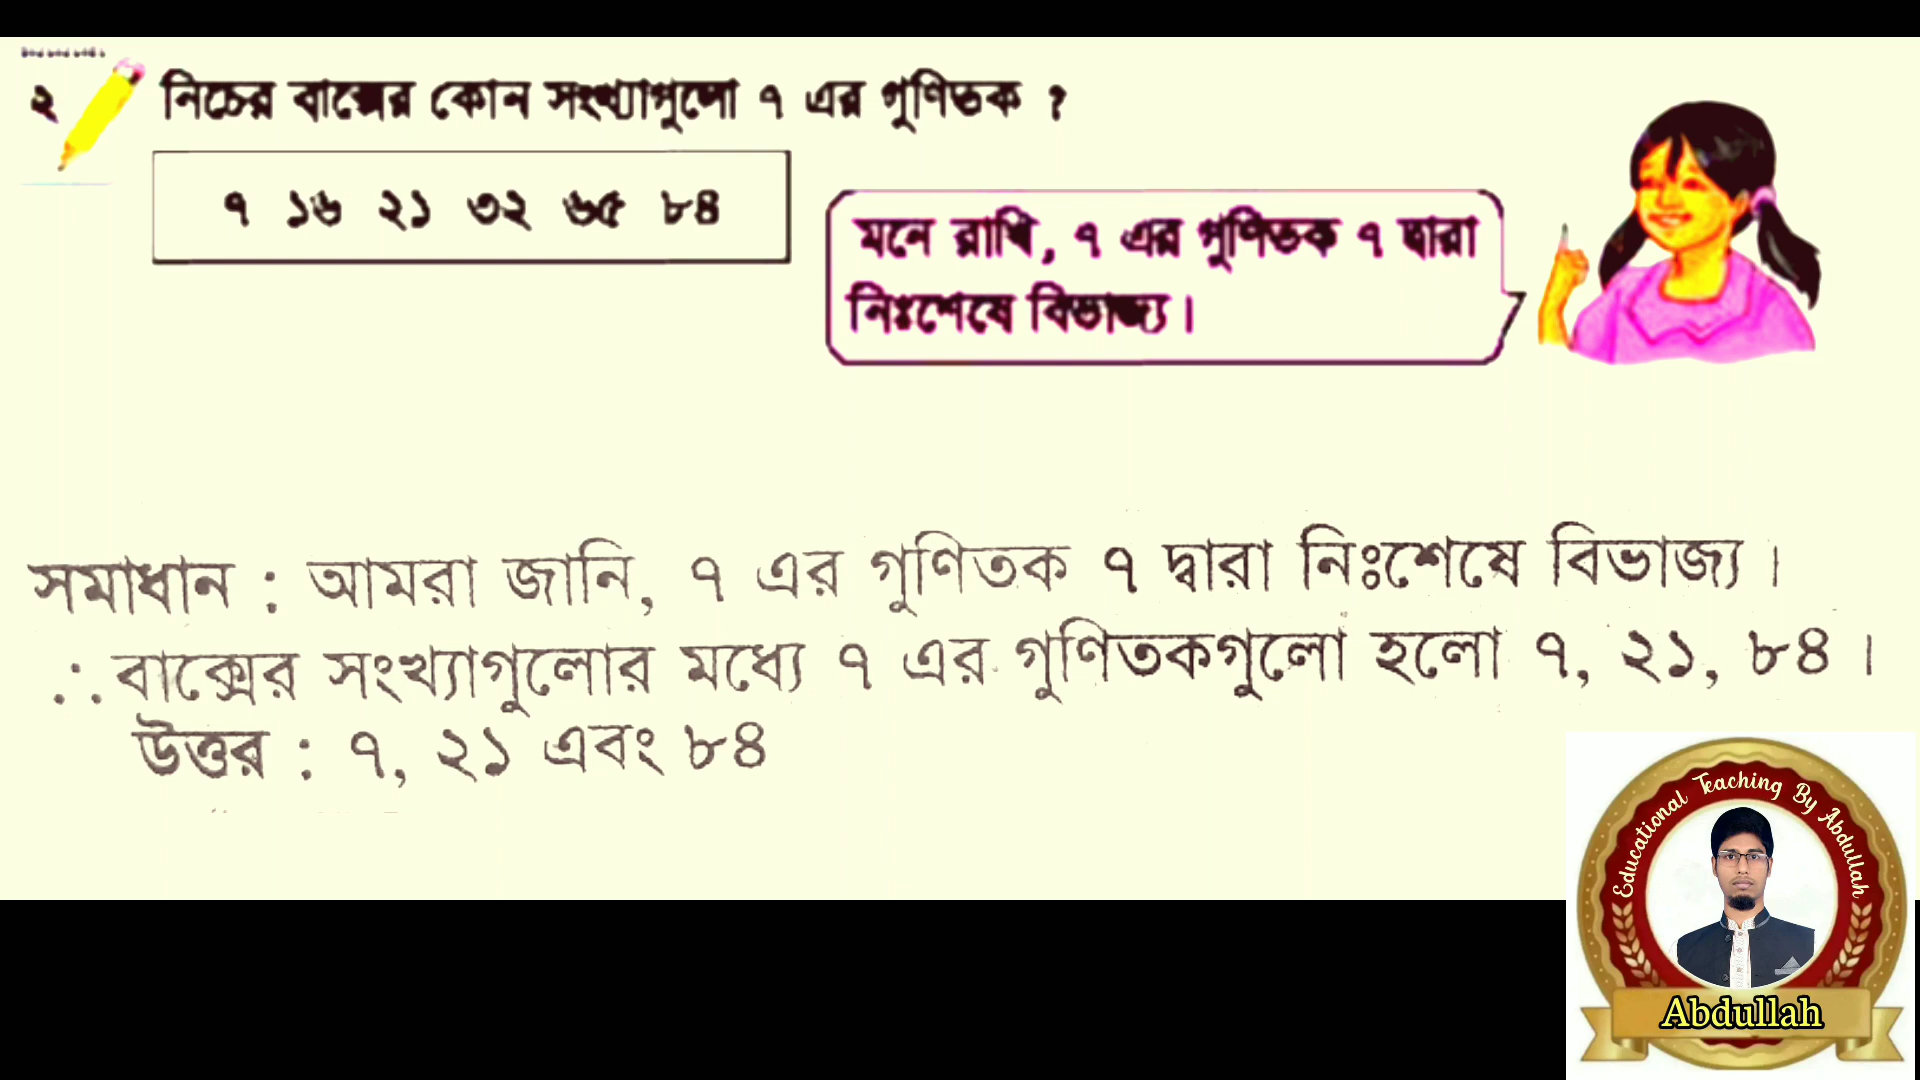 ২
নিচের বাক্সের কোন সংখ্যাগুলো ৭ এর গুণিতক ?
৭ ১৬ ২১ ৩২ ৬৫ ৮৪
মনে রাখি, ৭ এর গুণিতক ৭ দ্বারা
নিঃশেষে বিভাজ্য।
সমাধান : আমরা জানি, ৭ এর গুণিতক ৭ দ্বারা নিঃশেষে বিভাজ্য।
∴ বাক্সের সংখ্যাগুলোর মধ্যে ৭ এর গুণিতকগুলো হলো ৭, ২১, ৮৪।
উত্তর : ৭, ২১ এবং ৮৪
Educational Teaching By Abdullah
Abdullah